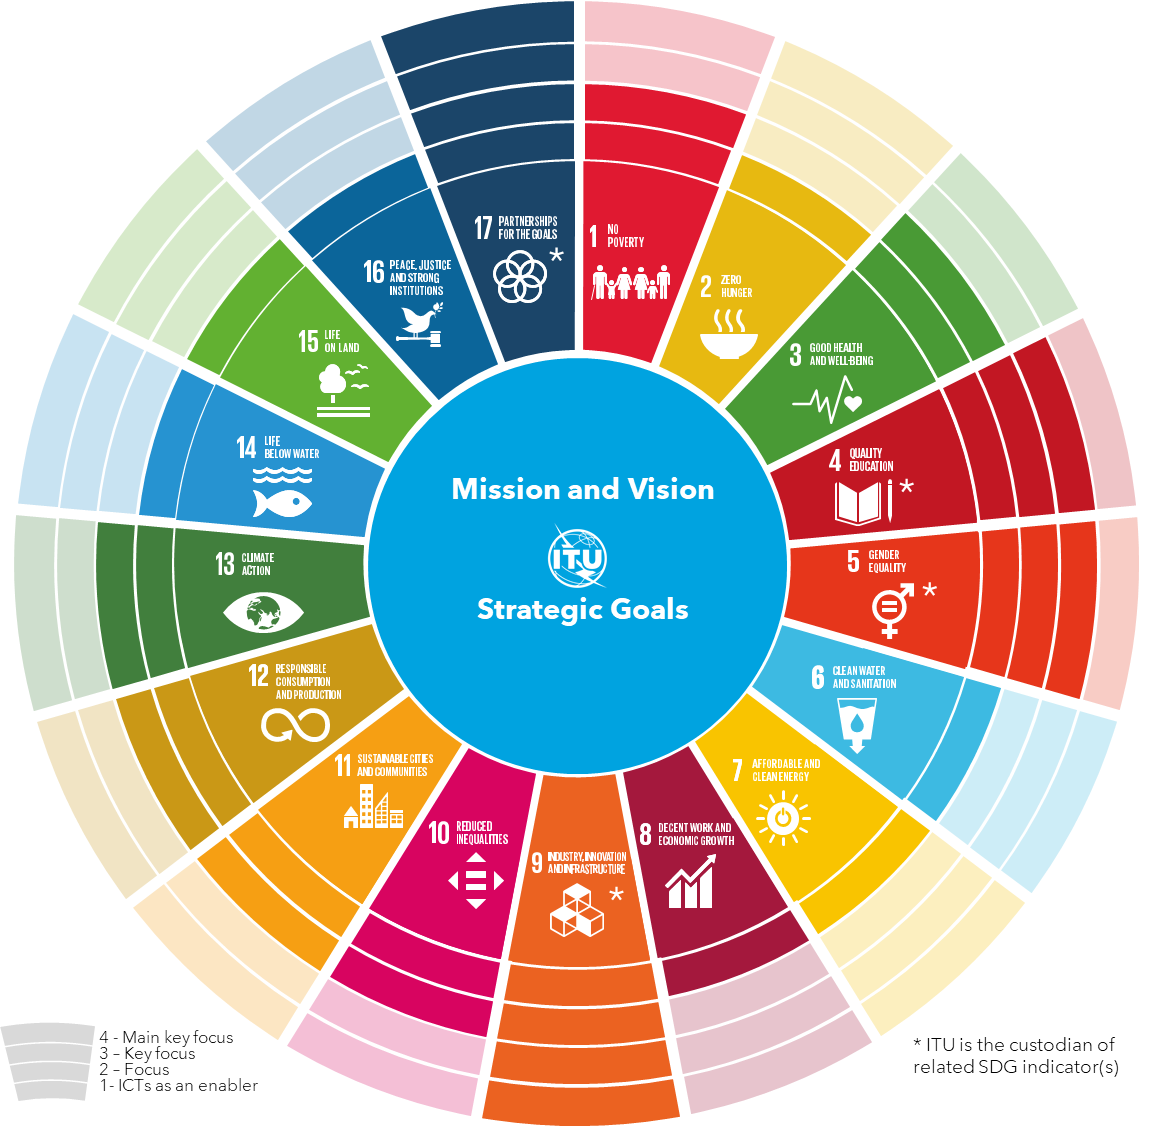 17 PARTNERSHIPS
FOR THE GOALS
*
1 NO
POVERTY
2 ZERO
HUNGER
3 GOOD HEALTH
AND WELL-BEING
4 QUALITY
EDUCATION
*
5 GENDER
EQUALITY
*
6 CLEAN WATER
AND SANITATION
7 AFFORDABLE AND
CLEAN ENERGY
8 DECENT WORK AND
ECONOMIC GROWTH
9 INDUSTRY, INNOVATION
AND INFRASTRUCTURE
*
10 REDUCED
INEQUALITIES
11 SUSTAINABLE CITIES
AND COMMUNITIES
12 RESPONSIBLE
CONSUMPTION
AND PRODUCTION
13 CLIMATE
ACTION
14 LIFE
BELOW WATER
15 LIFE
ON LAND
16 PEACE, JUSTICE
AND STRONG
INSTITUTIONS
Mission and Vision
ITU
Strategic Goals
4 - Main key focus
3 – Key focus
2 – Focus
1- ICTs as an enabler
* ITU is the custodian of
related SDG indicator(s)